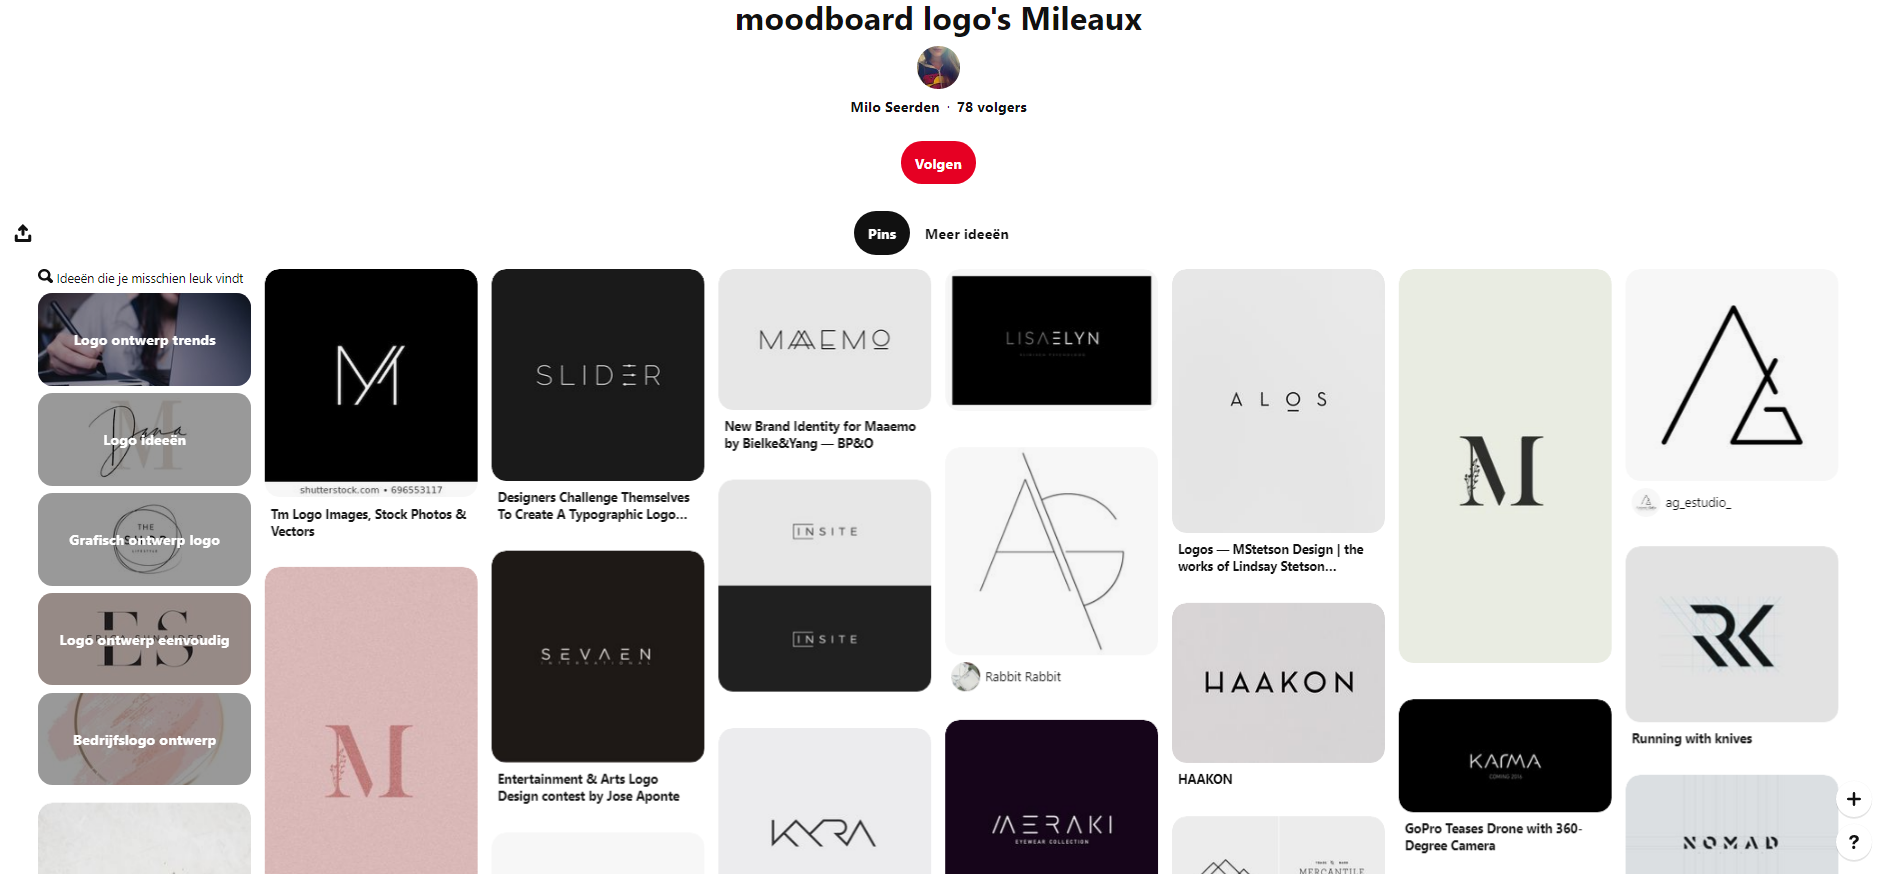 moodboard logo's Mileaux
Milo Seerden · 78 volgers
Volgen
Pins
Meer ideeën
Ideeën die je misschien leuk vindt
Logo ontwerp trends
Logo ideeën
Grafisch ontwerp logo
Logo ontwerp eenvoudig
Bedrijfslogo ontwerp
shutterstock.com • 696553117
Tm Logo Images, Stock Photos &
Vectors
M
SLIDER
Designers Challenge Themselves
To Create A Typographic Logo...
SEVAEN
INTERNATIONAL
Entertainment & Arts Logo
Design contest by Jose Aponte
MAAEMO
New Brand Identity for Maaemo
by Bielke&Yang — BP&O
INSITE
INSITE
KYRA
LISAELYN
AG
Rabbit Rabbit
MERAKI
EYEWEAR COLLECTION
ALOS
Logos — MStetson Design | the
works of Lindsay Stetson...
HAAKON
HAAKON
MERCANTILE
M
KARMA
COMING 2016
GoPro Teases Drone with 360-
Degree Camera
AG
ag_estudio_
RK
Running with knives
NOMAD
+
?